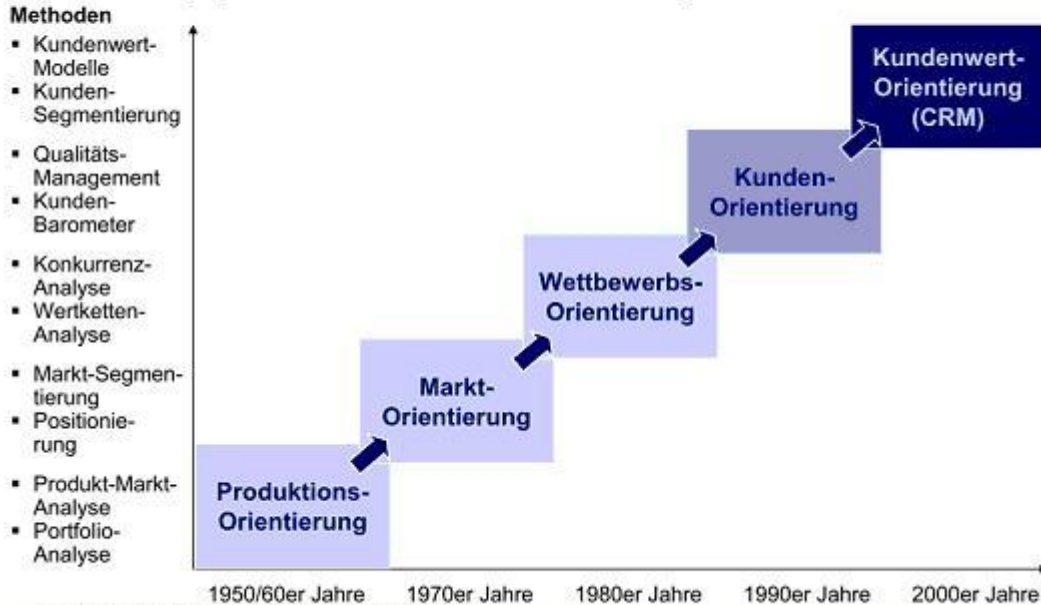 Methoden
▪ Kundenwert-
Modelle
▪ Kunden-
Segmentierung
▪ Qualitäts-
Management
▪ Kunden-
Barometer
▪ Konkurrenz-
Analyse
▪ Wertketten-
Analyse
▪ Markt-Segmen-
tierung
▪ Positionie-
rung
▪ Produkt-Markt-
Analyse
▪ Portfolio-
Analyse
Kundenwert-
Orientierung
(CRM)
Kunden-
Orientierung
Wettbewerbs-
Orientierung
Markt-
Orientierung
Produktions-
Orientierung
1950/60er Jahre
1970er Jahre
1980er Jahre
1990er Jahre
2000er Jahre